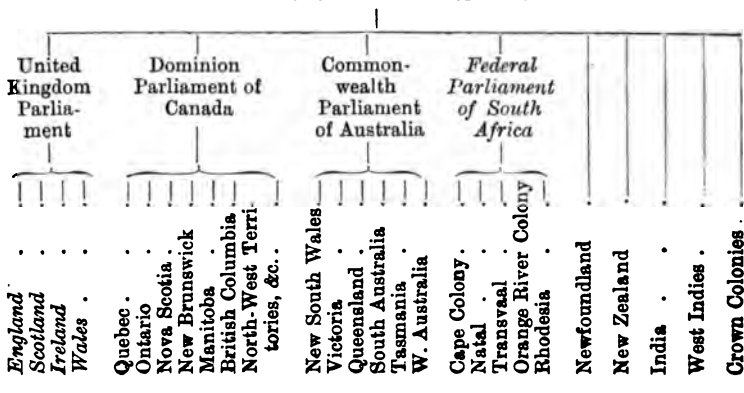 United
Kingdom
Parlia-
ment
Dominion
Parliament of
Canada
Common-
wealth
Parliament
of Australia
Federal
Parliament
of South
Africa
England .
Scotland .
Ireland .
Wales . .
Quebec . .
Ontario .
Nova Scotia .
New Brunswick
Manitoba .
British Columbia
North-West Terri
tories, &c. .
New South Wales
Victoria .
Queensland .
South Australia
Tasmania .
W. Australia
Cape Colony .
Natal . .
Transvaal .
Orange River Colony
Rhodesia .
Newfoundland
New Zealand
India . .
West Indies .
Crown Colonies .